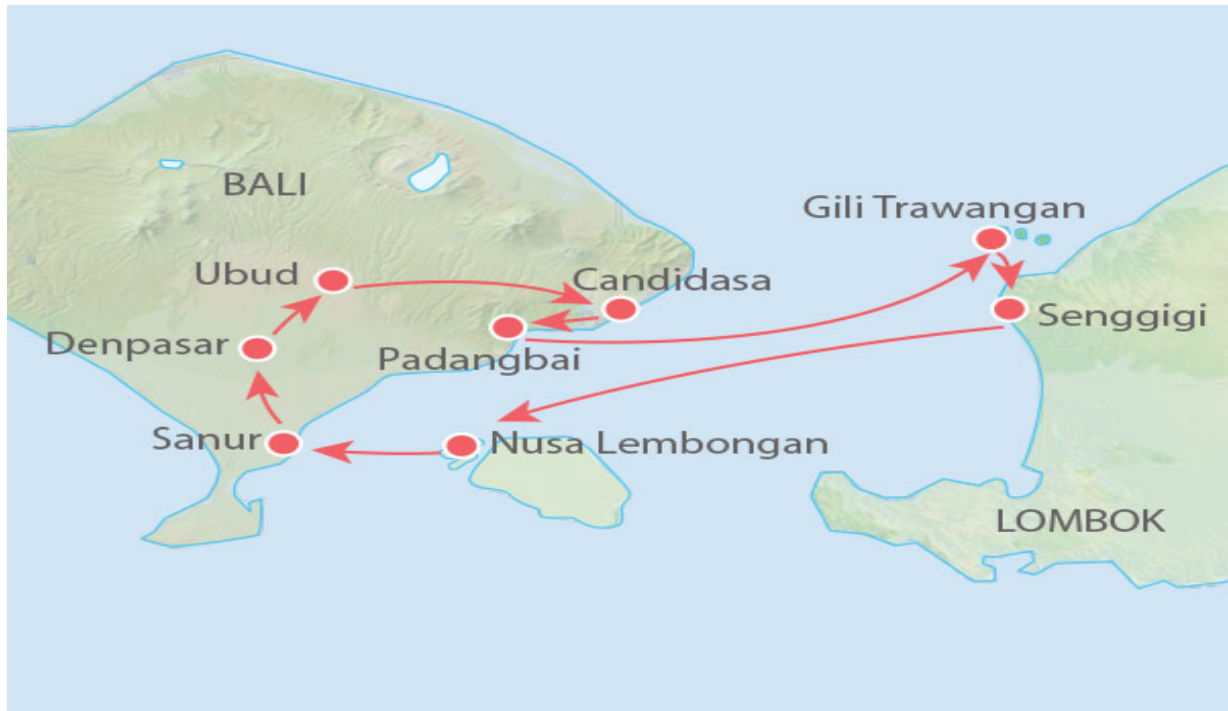 BALI
Gili Trawangan
Ubud
Candidasa
Senggigi
Denpasar
Padangbai
Sanur
Nusa Lembongan
LOMBOK